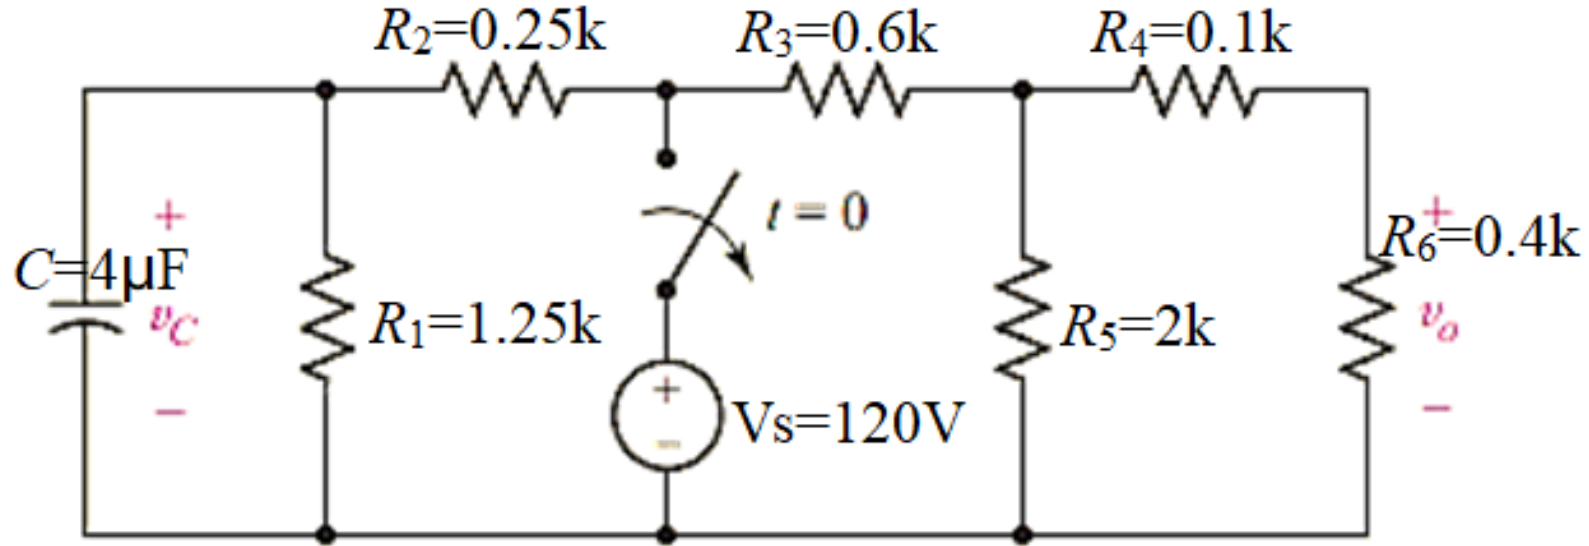 R2=0.25k
R3=0.6k
R4=0.1k
+
t = 0
+
R6=0.4k
C=4μF
vC
R1=1.25k
R5=2k
vo
+
−
Vs=120V
−
−